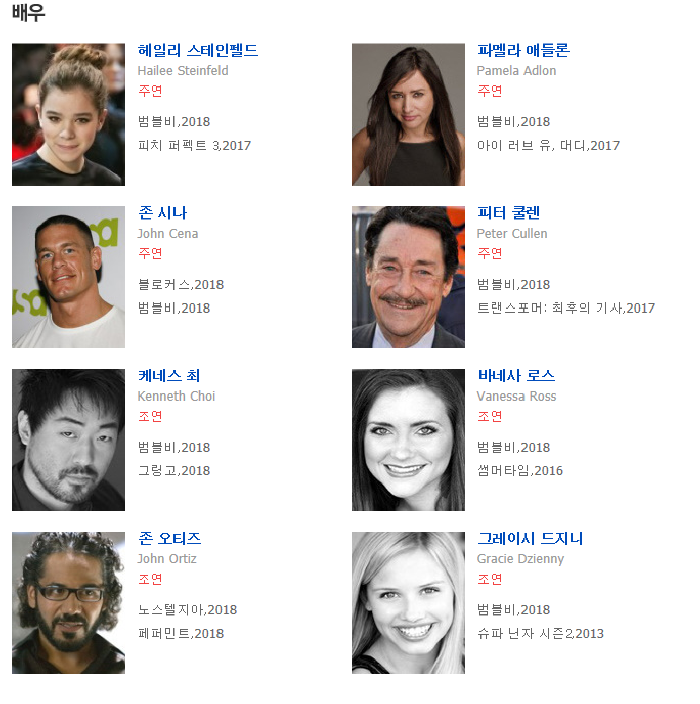 배우
헤일리 스테인펠드
Hailee Steinfeld
주연
범블비,2018
피치 퍼펙트 3,2017
파멜라 애들론
Pamela Adlon
주연
범블비,2018
아이 러브 유, 대디,2017
존 시나
John Cena
주연
블로커스,2018
범블비,2018
피터 쿨렌
Peter Cullen
주연
범블비,2018
트랜스포머: 최후의 기사,2017
케네스 최
Kenneth Choi
조연
범블비,2018
그링고,2018
바네사 로스
Vanessa Ross
조연
범블비,2018
썸머타임,2016
존 오티즈
John Ortiz
조연
노스텔지아,2018
페퍼민트,2018
그레이시 드지니
Gracie Dzienny
조연
범블비,2018
슈파 닌자 시즌2,2013